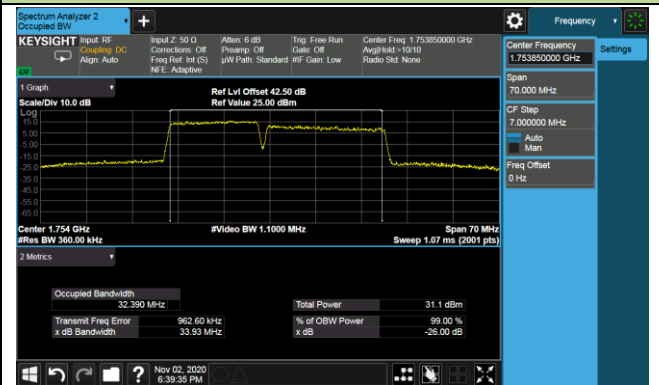 Spectrum Analyzer 2
Occupied BW
+
Frequency
KEYSIGHT
Input: RF
Coupling: DC
Align: Auto
Input Z: 50 Ω
Corrections: Off
Freq Ref: Int (S)
NFE: Adaptive
Atten: 6 dB
Preamp: Off
µW Path: Standard
Trig: Free Run
Gate: Off
#IF Gain: Low
Center Freq: 1.753850000 GHz
Avg|Hold:>10/10
Radio Std: None
Center Frequency
1.753850000 GHz
Settings
Span
70.000 MHz
CF Step
7.000000 MHz
Auto
Man
Freq Offset
0 Hz
1 Graph
Scale/Div 10.0 dB
Ref Lvl Offset 42.50 dB
Ref Value 25.00 dBm
Log
15.0
5.00
-5.00
-15.0
-25.0
-35.0
-45.0
-55.0
-65.0
Center 1.754 GHz
#Video BW 1.1000 MHz
Span 70 MHz
#Res BW 360.00 kHz
Sweep 1.07 ms (2001 pts)
2 Metrics
Occupied Bandwidth
32.390 MHz
Total Power
31.1 dBm
Transmit Freq Error
962.60 kHz
% of OBW Power
99.00 %
x dB Bandwidth
33.93 MHz
x dB
-26.00 dB
?
Nov 02, 2020
6:39:35 PM